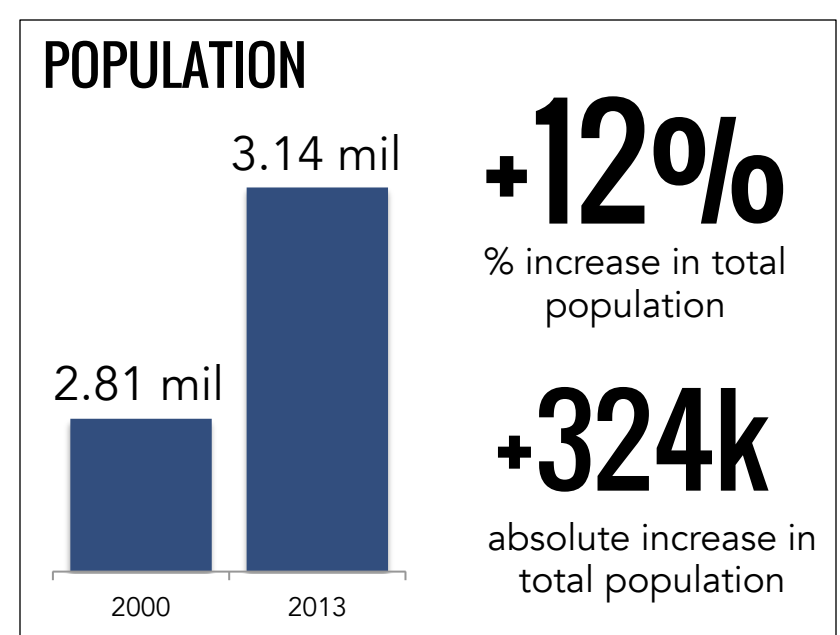 POPULATION
3.14 mil
2.81 mil
2000
2013
+12%
% increase in total
population
+324k
absolute increase in
total population